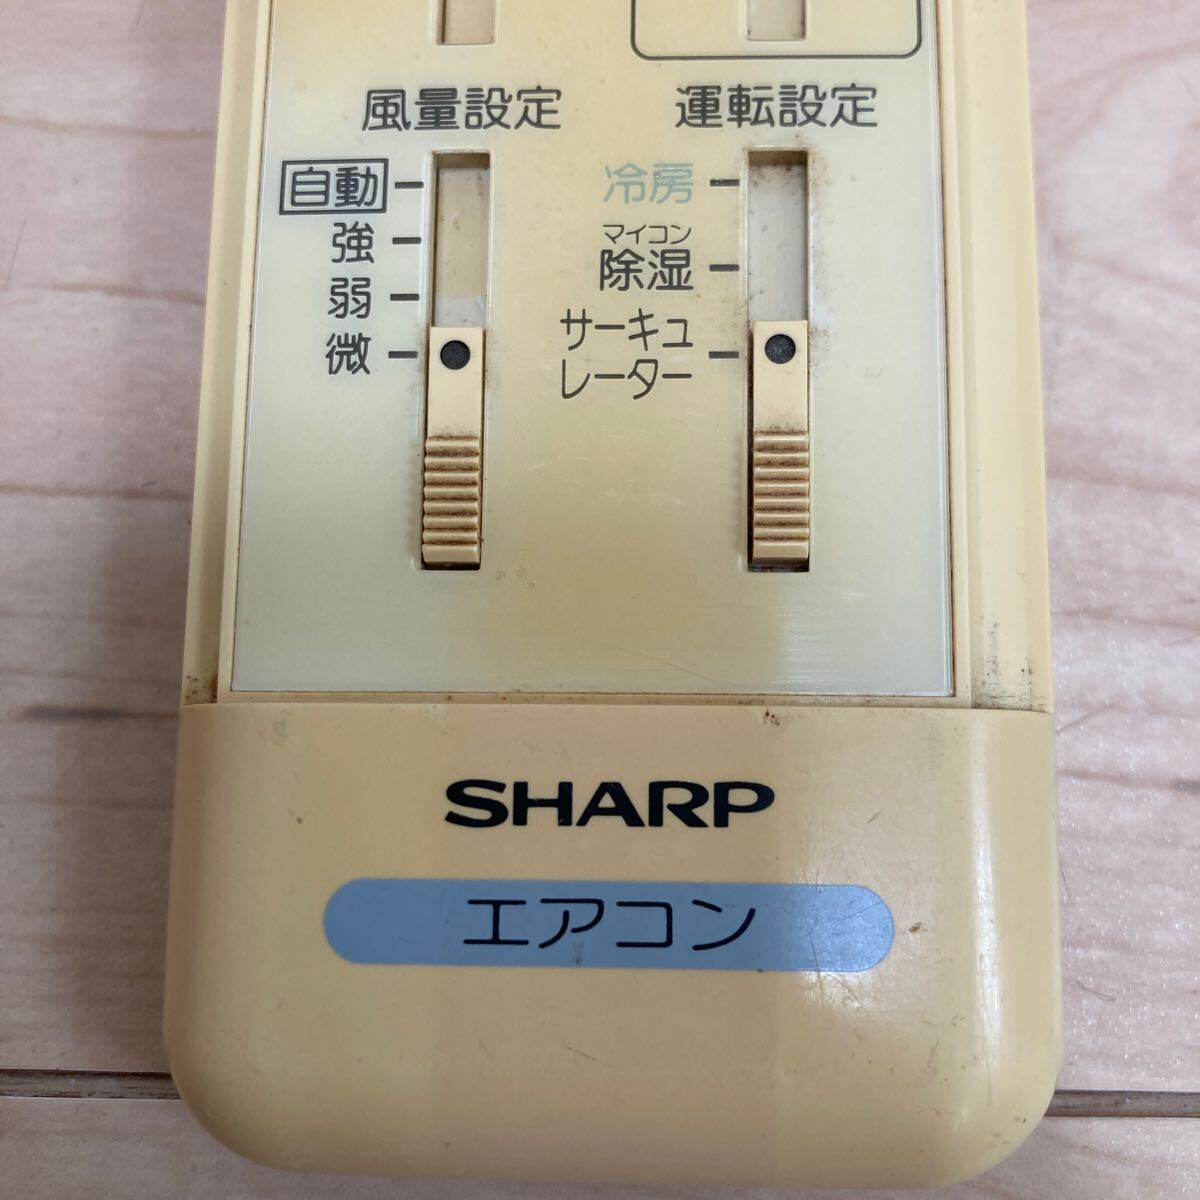 風量設定
自動
強
弱
微
運転設定
冷房
マイコン
除湿
サーキュ
レーター
SHARP
エアコン